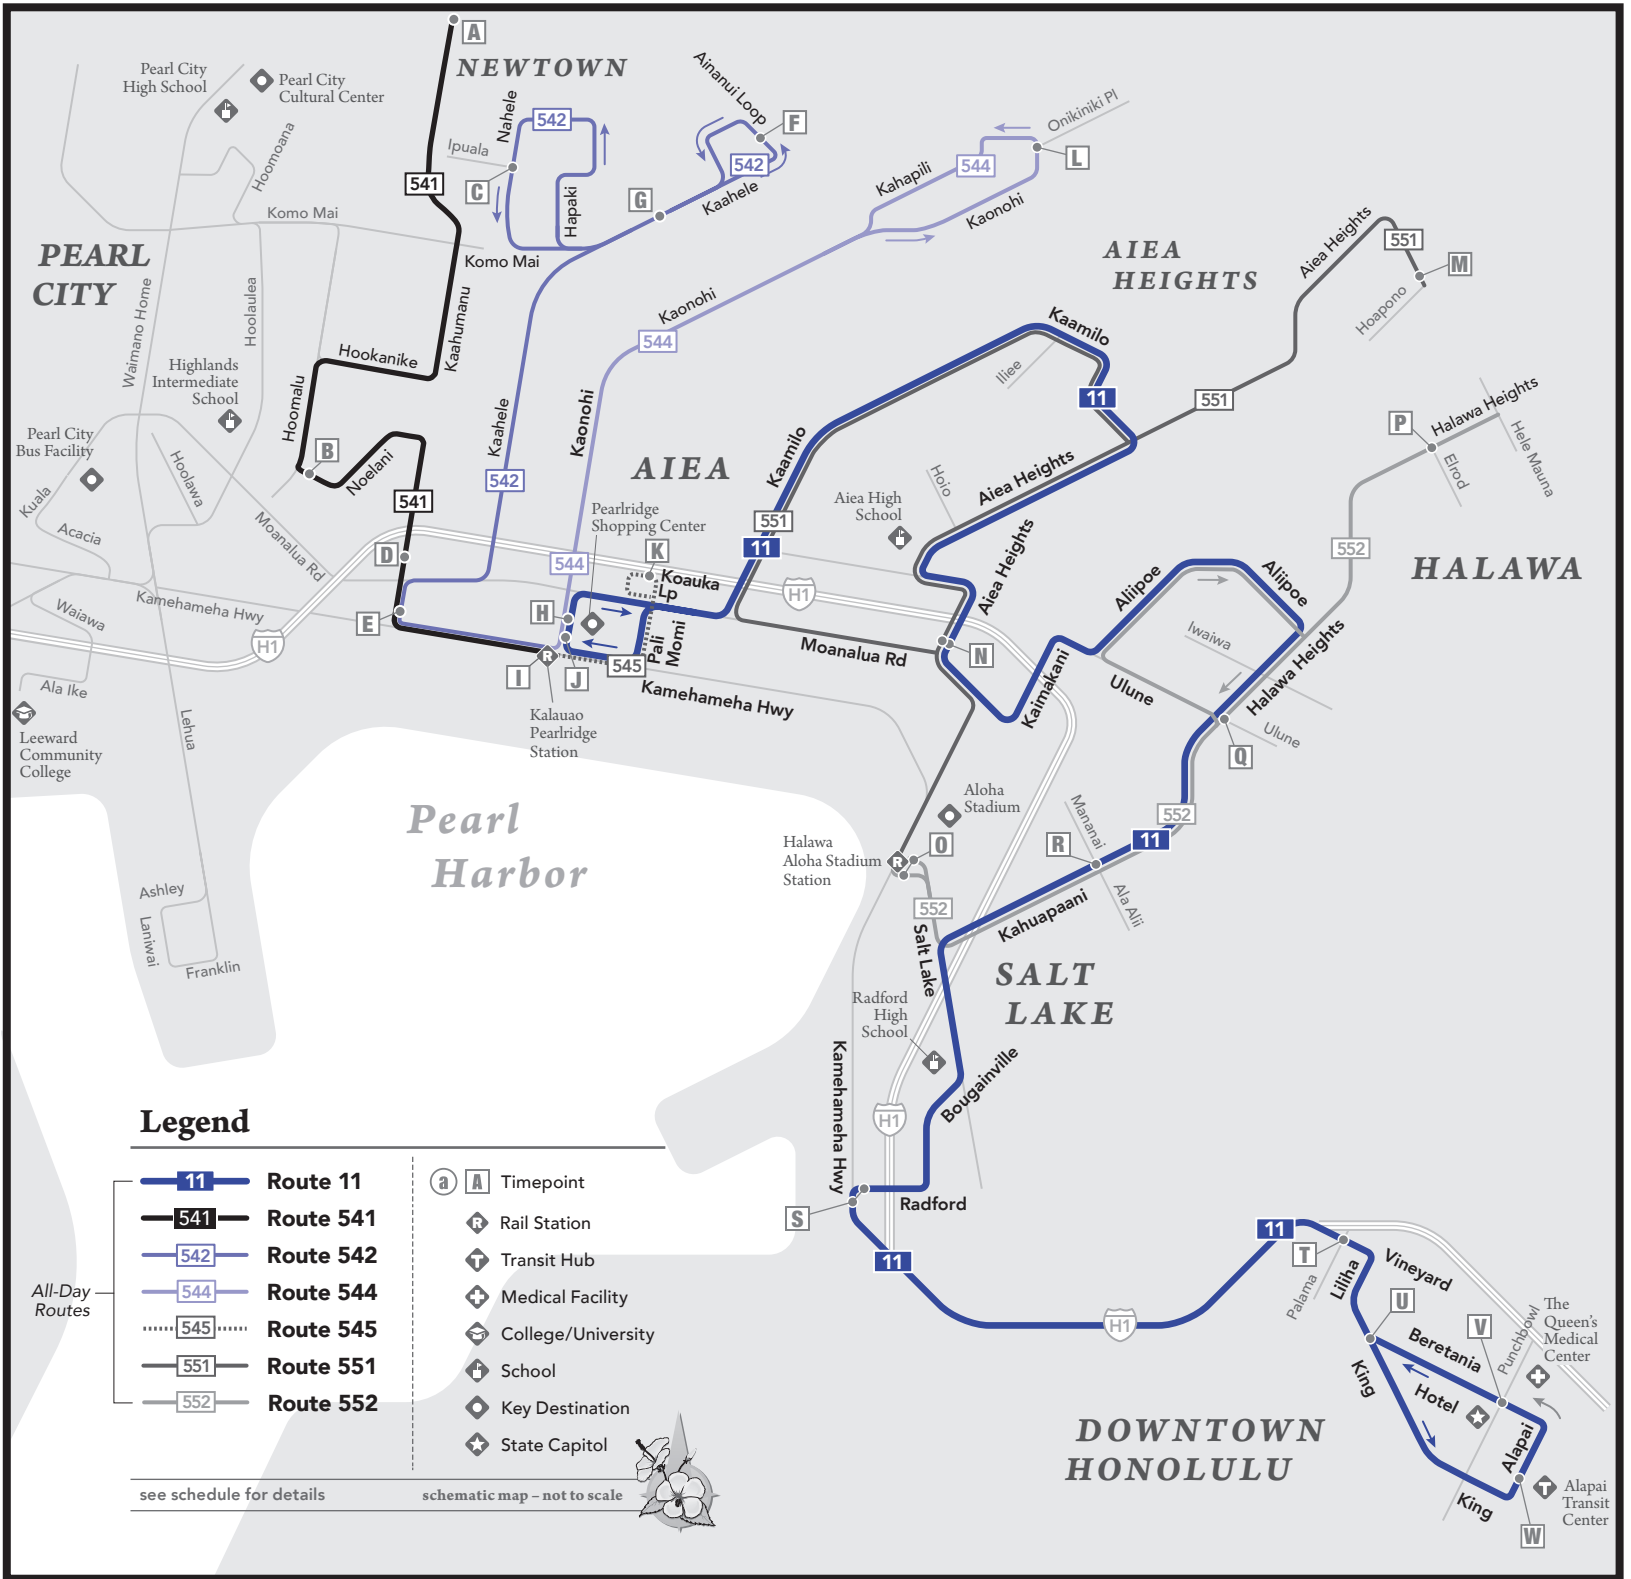 A
NEWTOWN
Pearl City
High School
Pearl City
Cultural Center
Hoomoana
Komo Mai
PEARL
CITY
Waimano Home
Hoolaulea
Highlands
Intermediate
School
Pearl City
Bus Facility
Kuala
Acacia
Hoolawa
Moanalua Rd
Waiawa
Kamehameha Hwy
H1
Ala Ike
Leeward
Community
College
Lehua
Ashley
Laniwai
Franklin
541
Kaahumanu
Hookanike
Hoomalu
B
Noelani
541
D
E
Nahele
542
Ipuala
C
Hapaki
Komo Mai
Ainanui Loop
F
542
Kaahele
G
Kaahele
542
Onikiniki Pl
L
544
Kahapili
Kaonohi
Kaonohi
544
Kaonohi
544
AIEA
HEIGHTS
Aiea Heights
551
M
Hoapono
Kaamilo
Iliee
11
551
Kaamilo
AIEA
Aiea Heights
Hoio
Aiea High
School
551
11
Pearlridge
Shopping Center
K
Koauka
Lp
H
H1
Pali
Momi
545
I
J
Kalauao
Pearlridge
Station
Kamehameha Hwy
Moanalua Rd
Aiea Heights
N
Kaimakani
P
Halawa Heights
Hele Mauna
Elrod
552
HALAWA
Aliipoe
Aliipoe
Iwaiwa
Halawa Heights
Ulune
Ulune
Q
552
11
Mananai
R
Ala Alii
Kahuapaani
Aloha
Stadium
O
Halawa
Aloha Stadium
Station
552
Salt Lake
SALT
LAKE
Radford
High
School
Bougainville
Kamehameha Hwy
H1
Radford
S
11
Pearl
Harbor
H1
11
T
Palama
Liliha
Vineyard
U
Beretania
V
Punchbowl
The
Queen's
Medical
Center
King
Hotel
Alapai
King
W
Alapai
Transit
Center
DOWNTOWN
HONOLULU
Legend
All-Day
Routes
11 Route 11
541 Route 541
542 Route 542
544 Route 544
545 Route 545
551 Route 551
552 Route 552
a A Timepoint
R Rail Station
T Transit Hub
Medical Facility
College/University
School
Key Destination
State Capitol
see schedule for details
schematic map – not to scale